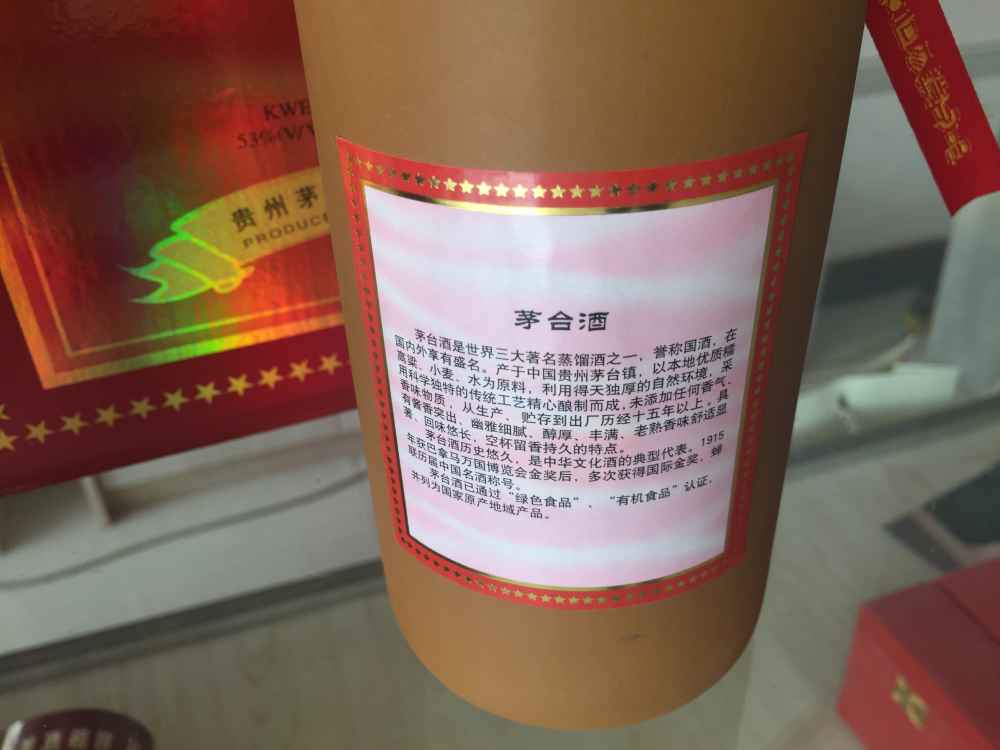 KWE
53%(V/V
贵州茅
PRODUCE
茅台酒
茅台酒是世界三大著名蒸馏酒之一，誉称国酒，在
国内外享有盛名。产于中国贵州茅台镇，以本地优质糯
高粱、小麦、水为原料，利用得天独厚的自然环境，采
用科学独特的传统工艺精心酿制而成，未添加任何香气、
香味物质，从生产、贮存到出厂历经十五年以上。具
有酱香突出、幽雅细腻、醇厚、丰满、老熟香味舒适显
著、回味悠长、空杯留香持久的特点。
茅台酒历史悠久，是中华文化酒的典型代表。1915
年获巴拿马万国博览会金奖后，多次获得国际金奖，蝉
联历届中国名酒称号。
茅台酒已通过“绿色食品”、“有机食品”认证，
并列为国家原产地域产品。